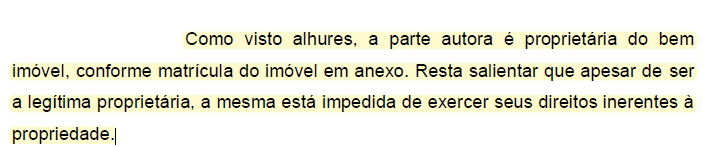 Como visto alhures, a parte autora é proprietária do bem
imóvel, conforme matrícula do imóvel em anexo. Resta salientar que apesar de ser
a legítima proprietária, a mesma está impedida de exercer seus direitos inerentes à
propriedade.